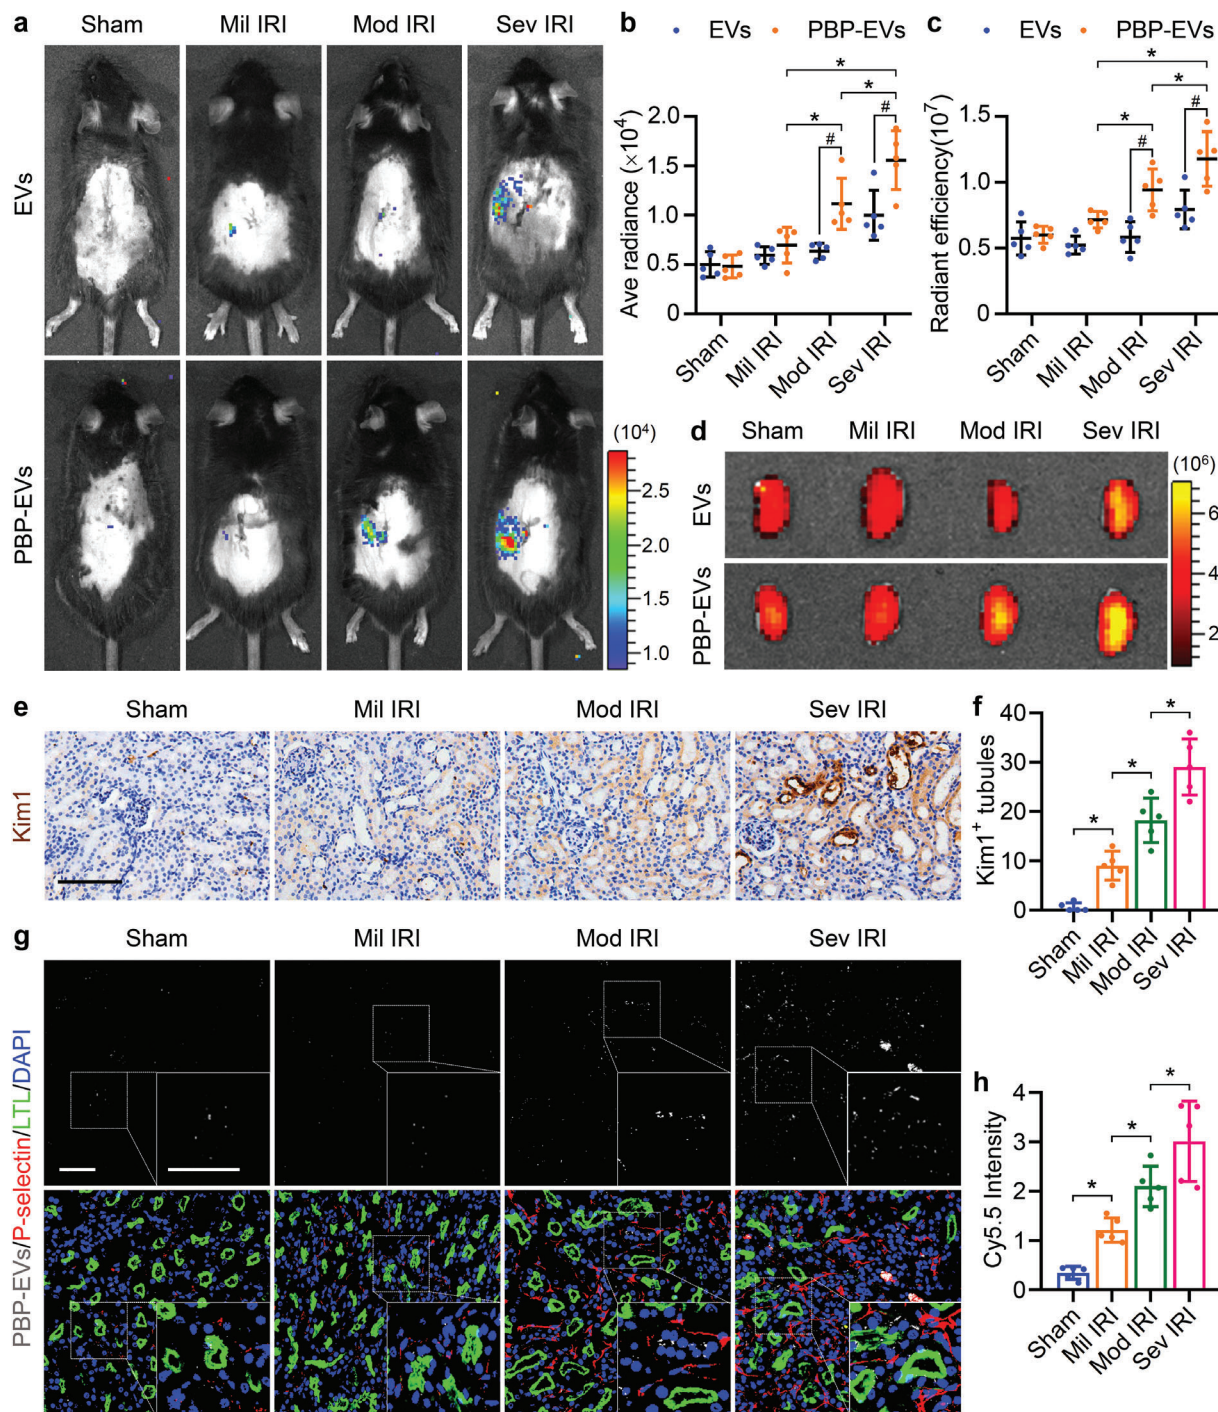 a
Sham Mil IRI Mod IRI Sev IRI
EVs
PBP-EVs
(10⁴)
2.5
2.0
1.5
1.0
b
EVs PBP-EVs
Ave radiance (×10⁴)
2.0
1.5
1.0
0.5
0
* * *
# #
Sham Mil IRI Mod IRI Sev IRI
c
EVs PBP-EVs
Radiant efficiency(10⁷)
1.5
1.0
0.5
0
* * *
# #
Sham Mil IRI Mod IRI Sev IRI
d
Sham Mil IRI Mod IRI Sev IRI
EVs
PBP-EVs
(10⁶)
6
4
2
e
Sham Mil IRI Mod IRI Sev IRI
Kim1
f
Kim1⁺ tubules
40
30
20
10
0
* * *
Sham Mil IRI Mod IRI Sev IRI
g
Sham Mil IRI Mod IRI Sev IRI
PBP-EVs/P-selectin/LTL/DAPI
h
Cy5.5 Intensity
4
3
2
1
0
* * *
Sham Mil IRI Mod IRI Sev IRI